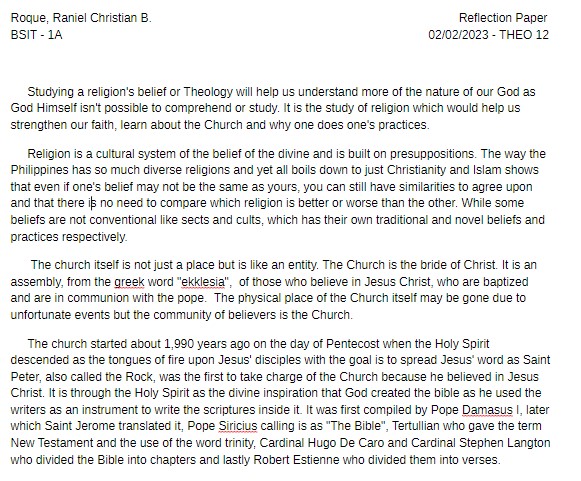 Roque, Raniel Christian B. Reflection Paper
BSIT - 1A 02/02/2023 - THEO 12
Studying a religion's belief or Theology will help us understand more of the nature of our God as
God Himself isn't possible to comprehend or study. It is the study of religion which would help us
strengthen our faith, learn about the Church and why one does one's practices.
Religion is a cultural system of the belief of the divine and is built on presuppositions. The way the
Philippines has so much diverse religions and yet all boils down to just Christianity and Islam shows
that even if one's belief may not be the same as yours, you can still have similarities to agree upon
and that there is no need to compare which religion is better or worse than the other. While some
beliefs are not conventional like sects and cults, which has their own traditional and novel beliefs and
practices respectively.
The church itself is not just a place but is like an entity. The Church is the bride of Christ. It is an
assembly, from the greek word "ekklesia", of those who believe in Jesus Christ, who are baptized
and are in communion with the pope. The physical place of the Church itself may be gone due to
unfortunate events but the community of believers is the Church.
The church started about 1,990 years ago on the day of Pentecost when the Holy Spirit
descended as the tongues of fire upon Jesus' disciples with the goal is to spread Jesus' word as Saint
Peter, also called the Rock, was the first to take charge of the Church because he believed in Jesus
Christ. It is through the Holy Spirit as the divine inspiration that God created the bible as he used the
writers as an instrument to write the scriptures inside it. It was first compiled by Pope Damasus I, later
which Saint Jerome translated it, Pope Siricius calling is as "The Bible", Tertullian who gave the term
New Testament and the use of the word trinity, Cardinal Hugo De Caro and Cardinal Stephen Langton
who divided the Bible into chapters and lastly Robert Estienne who divided them into verses.